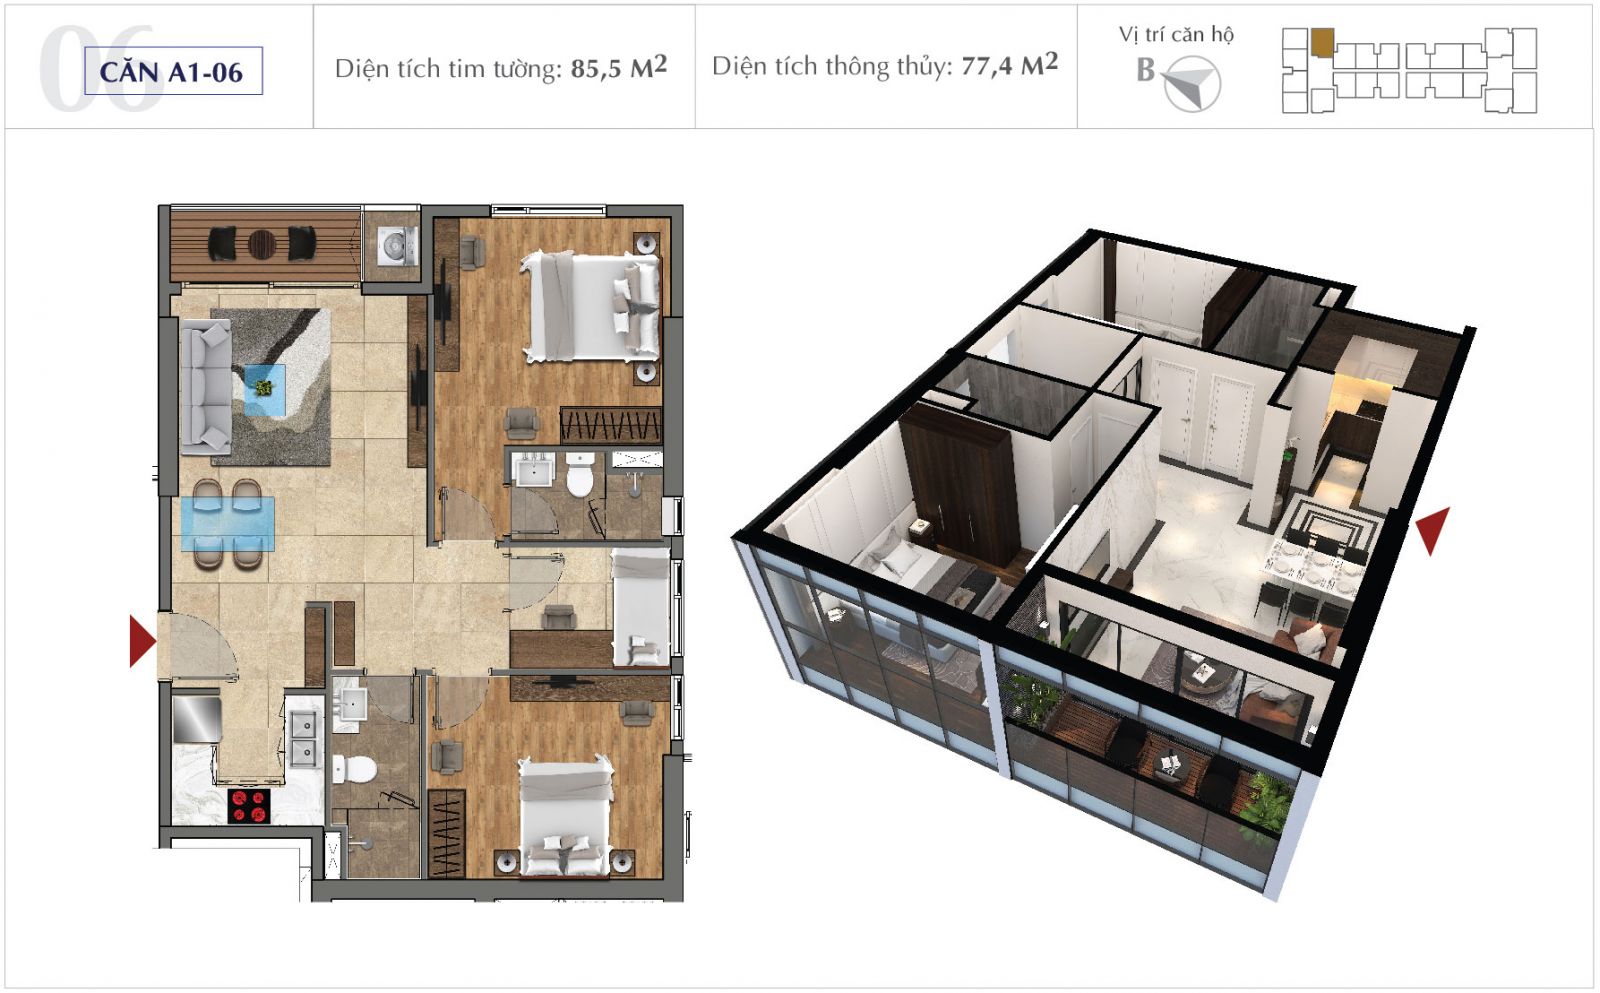 06
CĂN A1-06
Diện tích tim tường: 85,5 M²
Diện tích thông thủy: 77,4 M²
Vị trí căn hộ
B